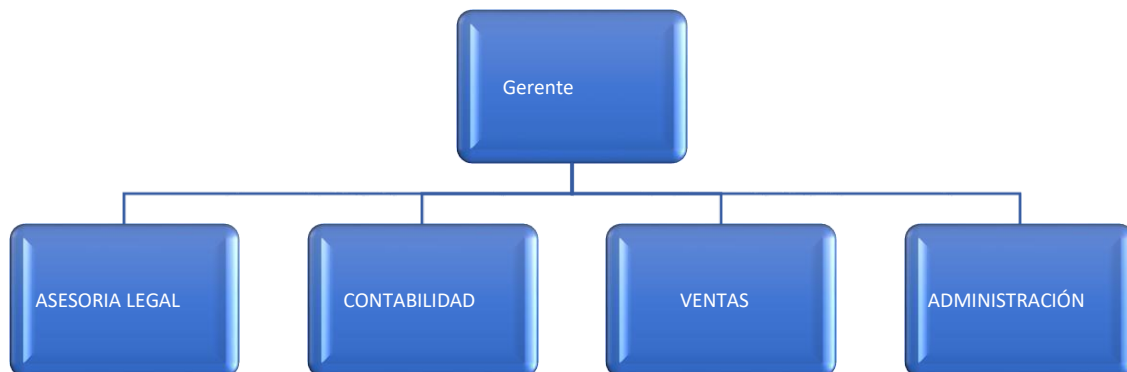 Gerente
ASESORIA LEGAL
CONTABILIDAD
VENTAS
ADMINISTRACIÓN